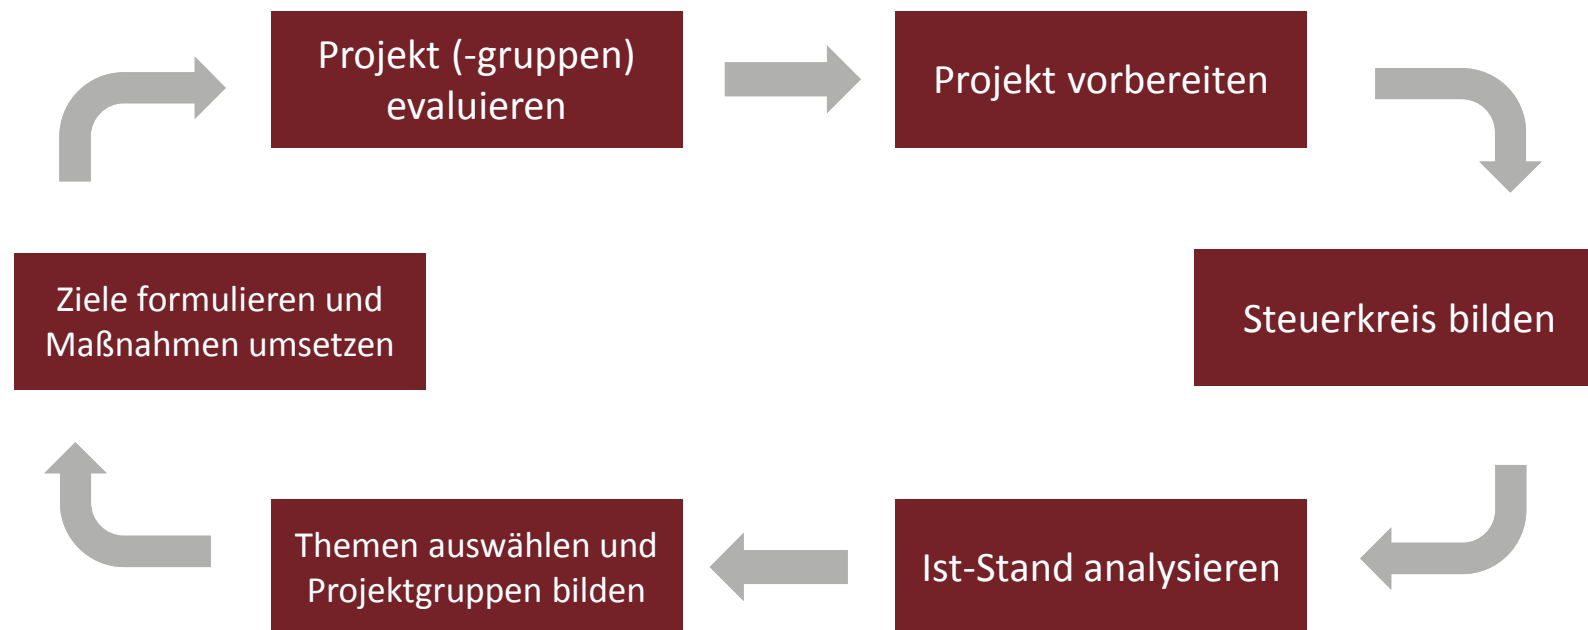 Projekt (-gruppen)
evaluieren
Projekt vorbereiten
Ziele formulieren und
Maßnahmen umsetzen
Steuerkreis bilden
Themen auswählen und
Projektgruppen bilden
Ist-Stand analysieren